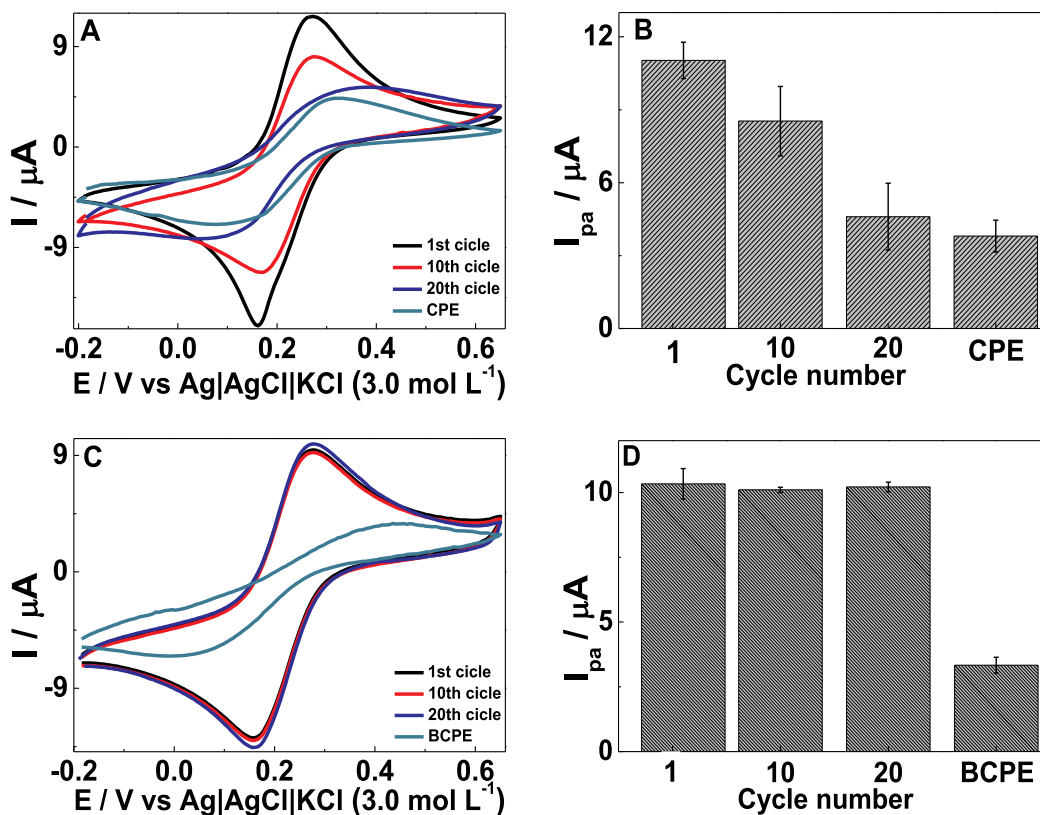 A
9
0
-9
I / μA
1st cicle
10th cicle
20th cicle
CPE
-0.2 0.0 0.2 0.4 0.6
E / V vs Ag|AgCl|KCl (3.0 mol L⁻¹)
B
12
6
0
I_pa / μA
1 10 20 CPE
Cycle number
C
9
0
-9
I / μA
1st cicle
10th cicle
20th cicle
BCPE
-0.2 0.0 0.2 0.4 0.6
E / V vs Ag|AgCl|KCl (3.0 mol L⁻¹)
D
10
5
0
I_pa / μA
1 10 20 BCPE
Cycle number